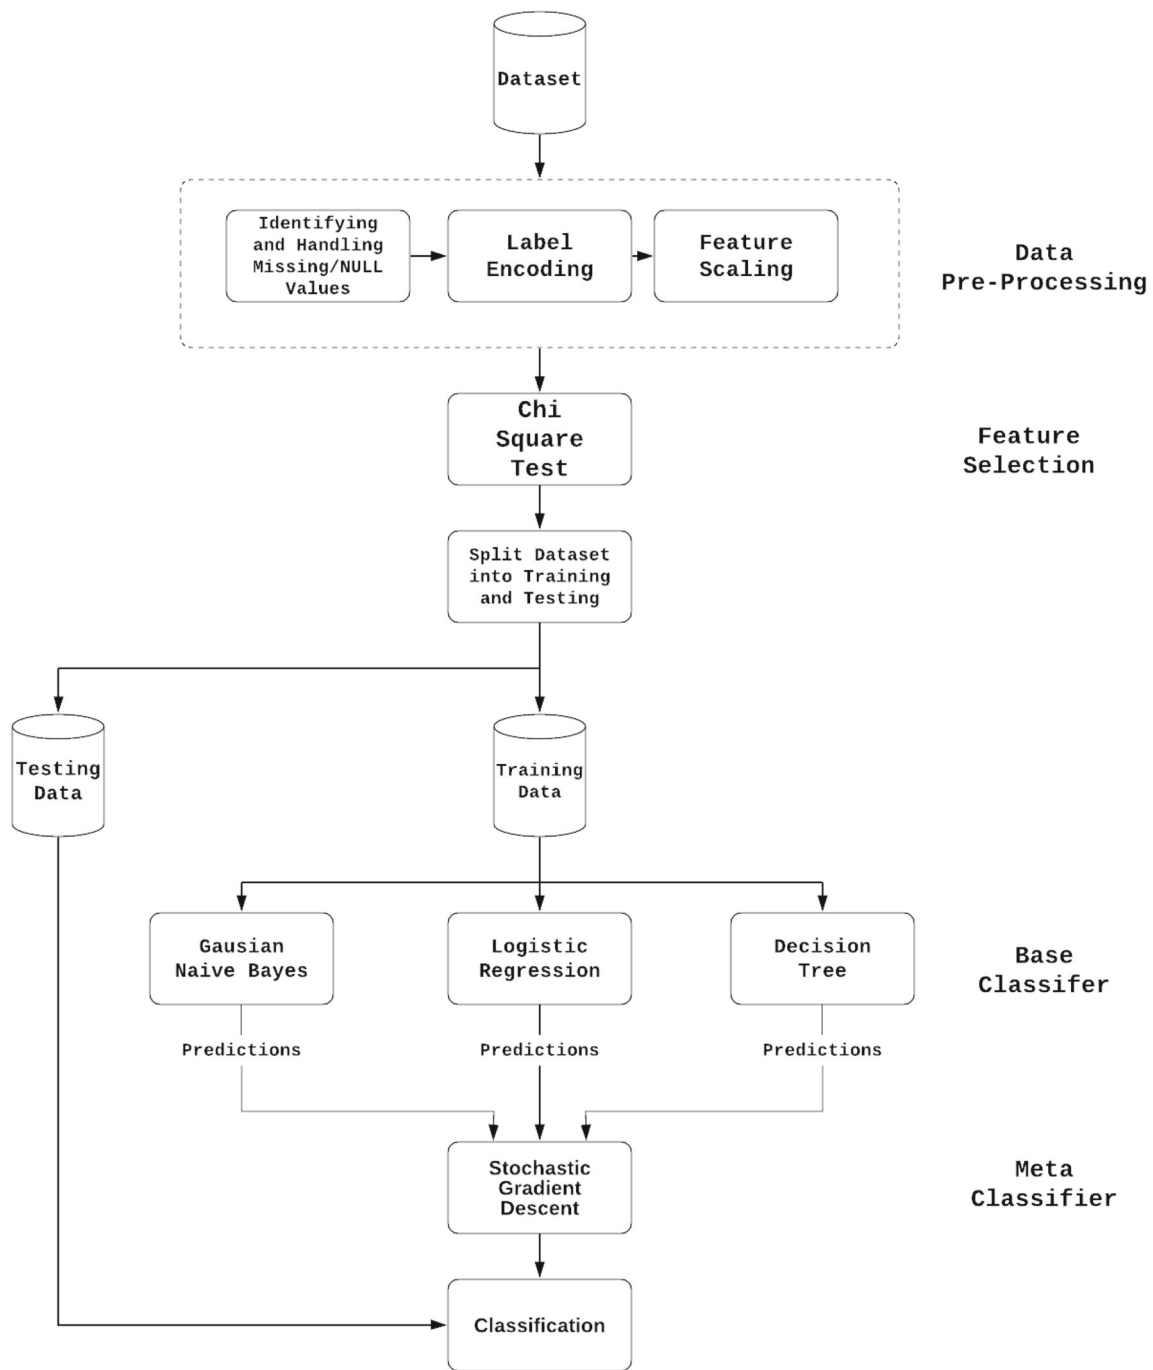 Dataset
Identifying
and Handling
Missing/NULL
Values
Label
Encoding
Feature
Scaling
Data
Pre-Processing
Chi
Square
Test
Feature
Selection
Split Dataset
into Training
and Testing
Testing
Data
Training
Data
Gausian
Naive Bayes
Logistic
Regression
Decision
Tree
Base
Classifer
Predictions
Predictions
Predictions
Stochastic
Gradient
Descent
Meta
Classifier
Classification